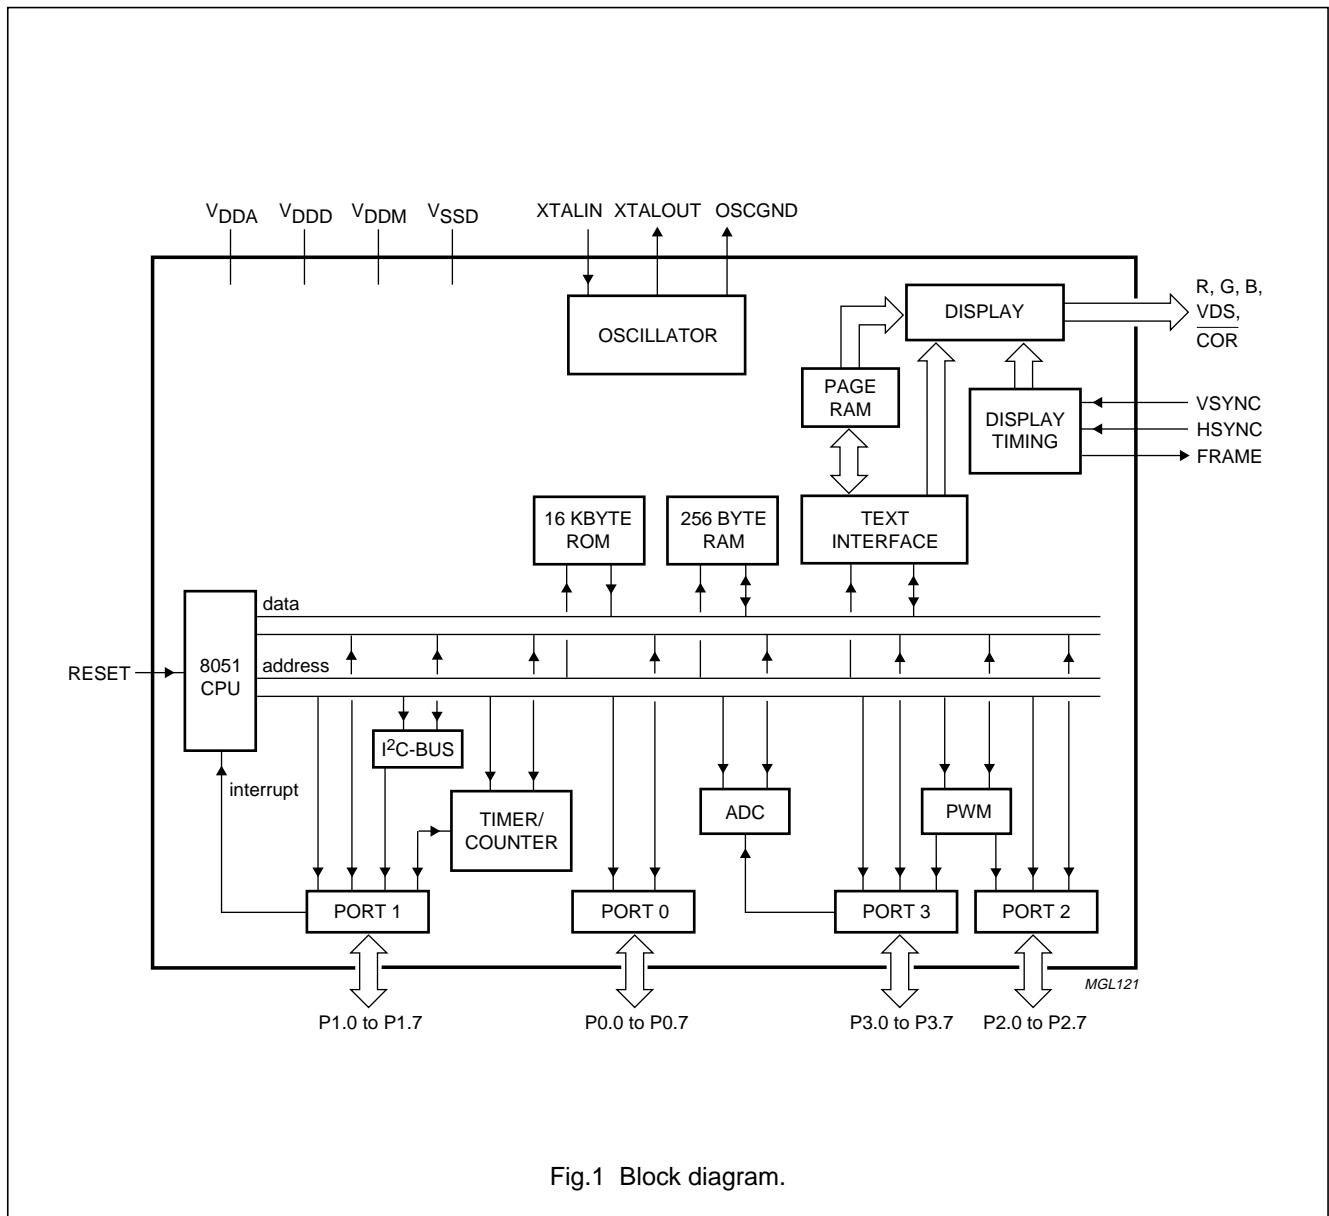 VDDA VDDD VDDM VSSD XTALIN XTALOUT OSCGND
R, G, B,
VDS,
COR
DISPLAY
OSCILLATOR
PAGE
RAM
DISPLAY
TIMING
VSYNC
HSYNC
FRAME
16 KBYTE
ROM
256 BYTE
RAM
TEXT
INTERFACE
data
address
RESET
8051
CPU
I2C-BUS
interrupt
TIMER/
COUNTER
ADC
PWM
PORT 1
PORT 0
PORT 3
PORT 2
MGL121
P1.0 to P1.7
P0.0 to P0.7
P3.0 to P3.7
P2.0 to P2.7
Fig.1 Block diagram.